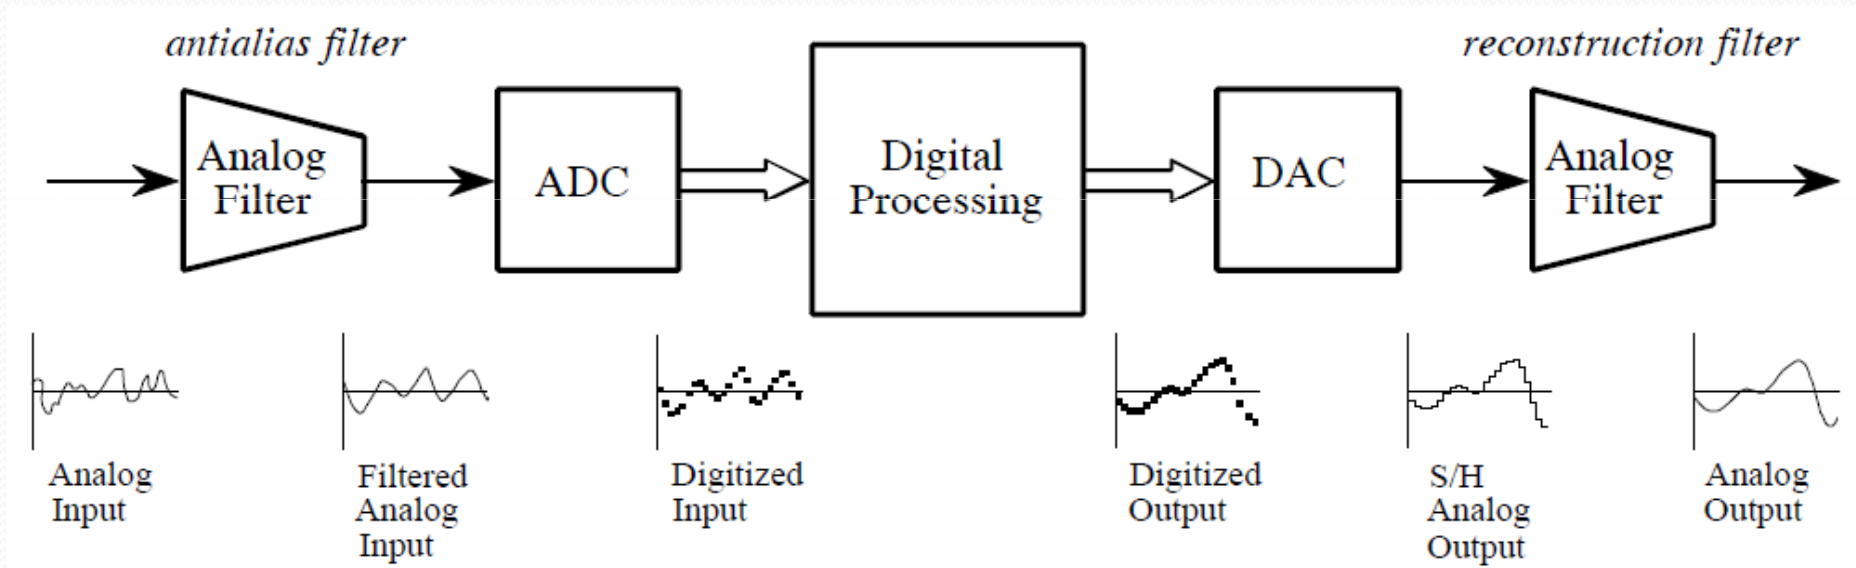 antialias filter
reconstruction filter
Analog
Filter
ADC
Digital
Processing
DAC
Analog
Filter
Analog
Input
Filtered
Analog
Input
Digitized
Input
Digitized
Output
S/H
Analog
Output
Analog
Output